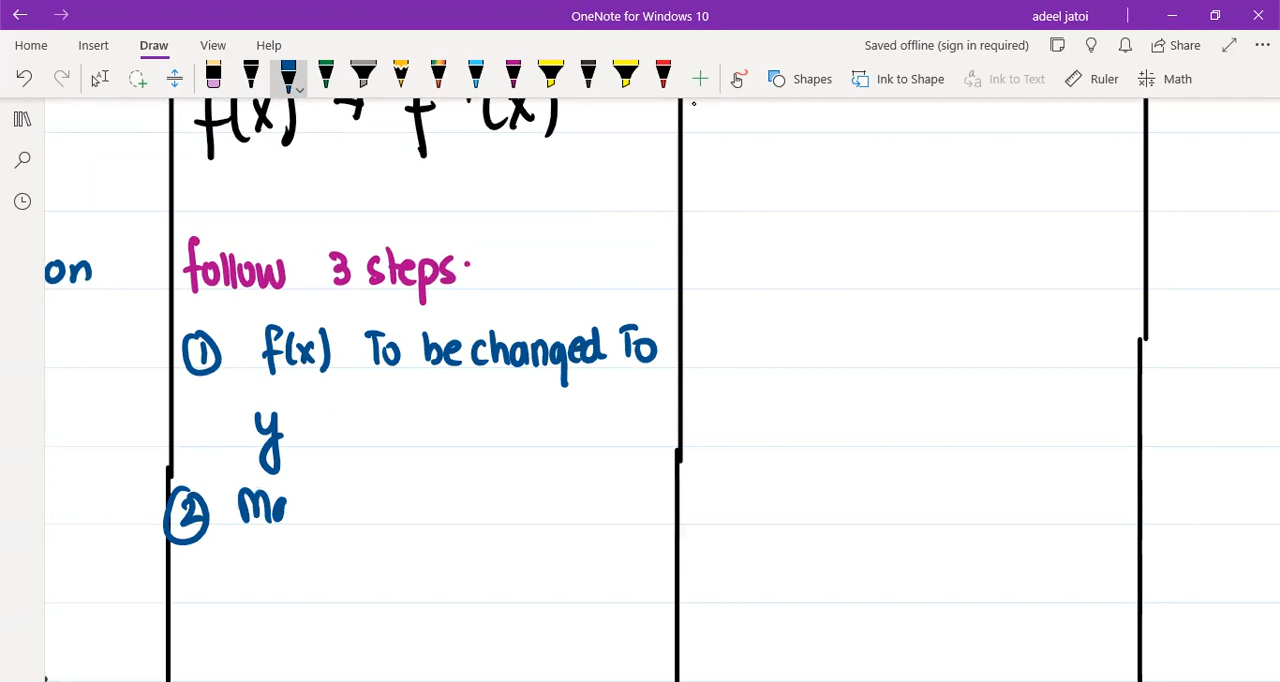 OneNote for Windows 10
adeel jatoi
Home Insert Draw View Help
Saved offline (sign in required) Share
Shapes Ink to Shape Ink to Text Ruler Math
f(x) → f⁻¹(x)
on
follow 3 steps.
① f(x) To be changed To
y
② Ma